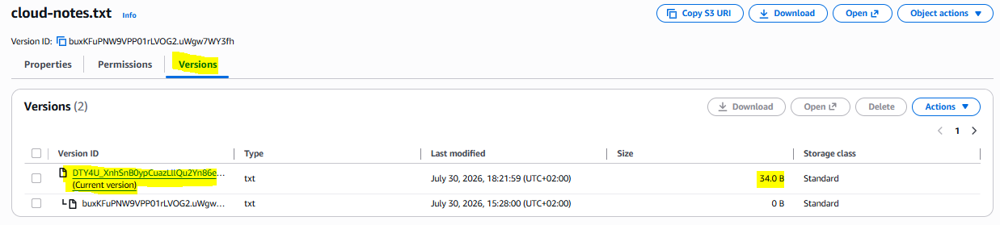 cloud-notes.txt Info
Copy S3 URI Download Open Object actions
Version ID: buxKFuPNW9VPP01rLVOG2.uWgw7WY3fh
Properties Permissions Versions
Versions (2)
Download Open Delete Actions
1
Version ID Type Last modified Size Storage class
DTY4U_XnhSnB0ypCuazLllQu2Yn86e... txt July 30, 2026, 18:21:59 (UTC+02:00) 34.0 B Standard
(Current version)
buxKFuPNW9VPP01rLVOG2.uWgw... txt July 30, 2026, 15:28:00 (UTC+02:00) 0 B Standard